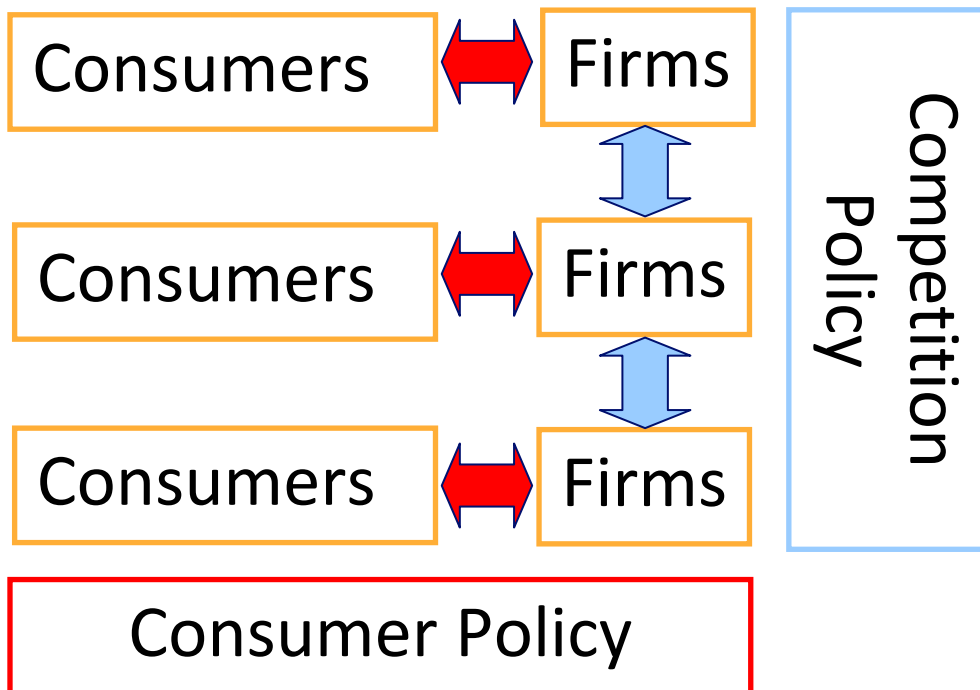 Consumers
Firms
Consumers
Firms
Consumers
Firms
Competition
Policy
Consumer Policy